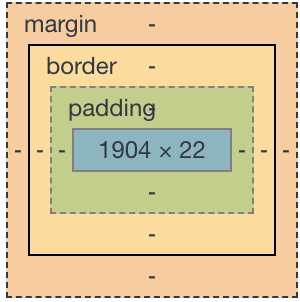 margin -
border -
padding -
- - - 1904 × 22 - - -
-
-
-